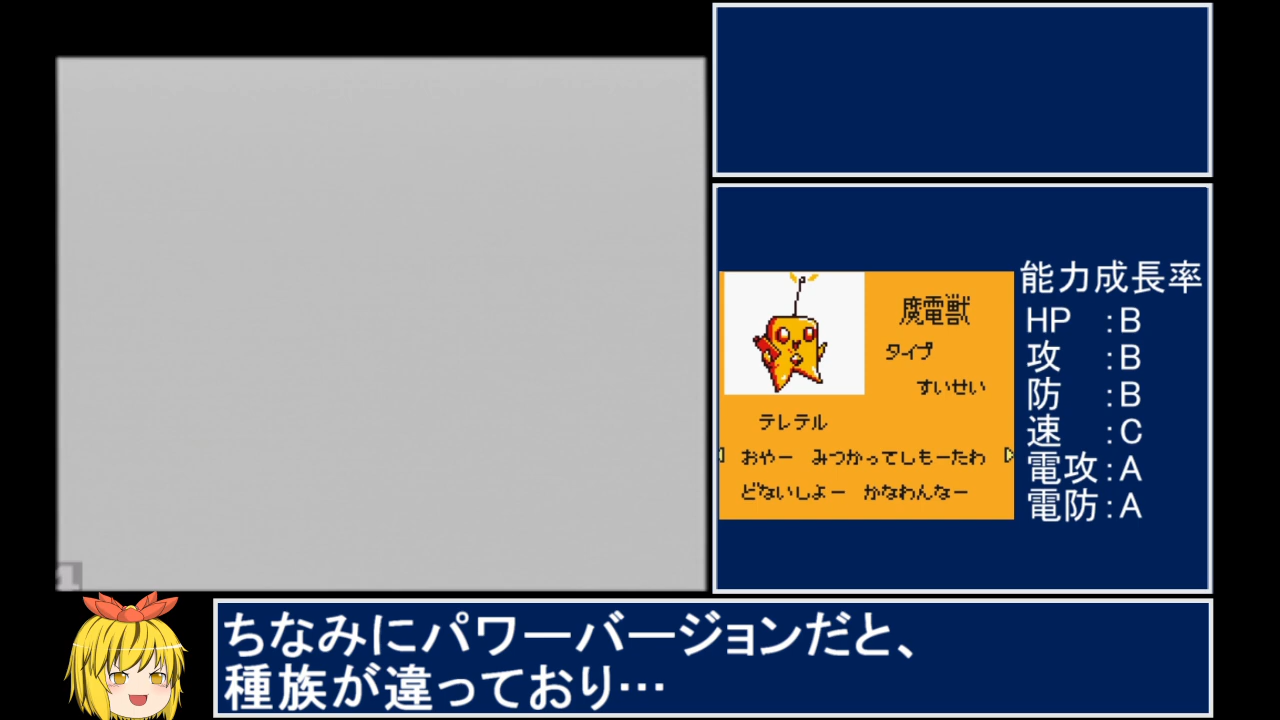 魔電獣
タイプ
すいせい
テレテル
おやー みつかってしもーたわ
どないしよー かなわんなー
能力成長率
HP :B
攻 :B
防 :B
速 :C
電攻:A
電防:A
1
ちなみにパワーバージョンだと、
種族が違っており…